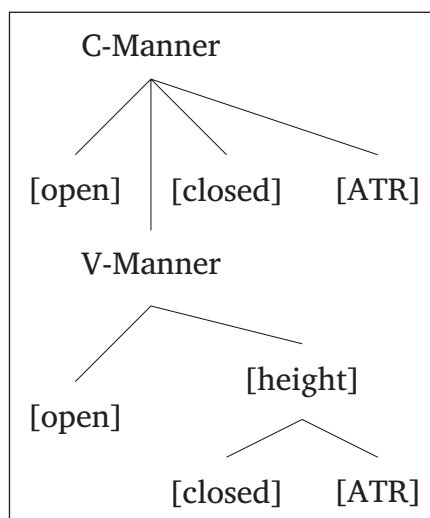 C-Manner
[open] [closed] [ATR]
V-Manner
[height]
[open]
[closed] [ATR]